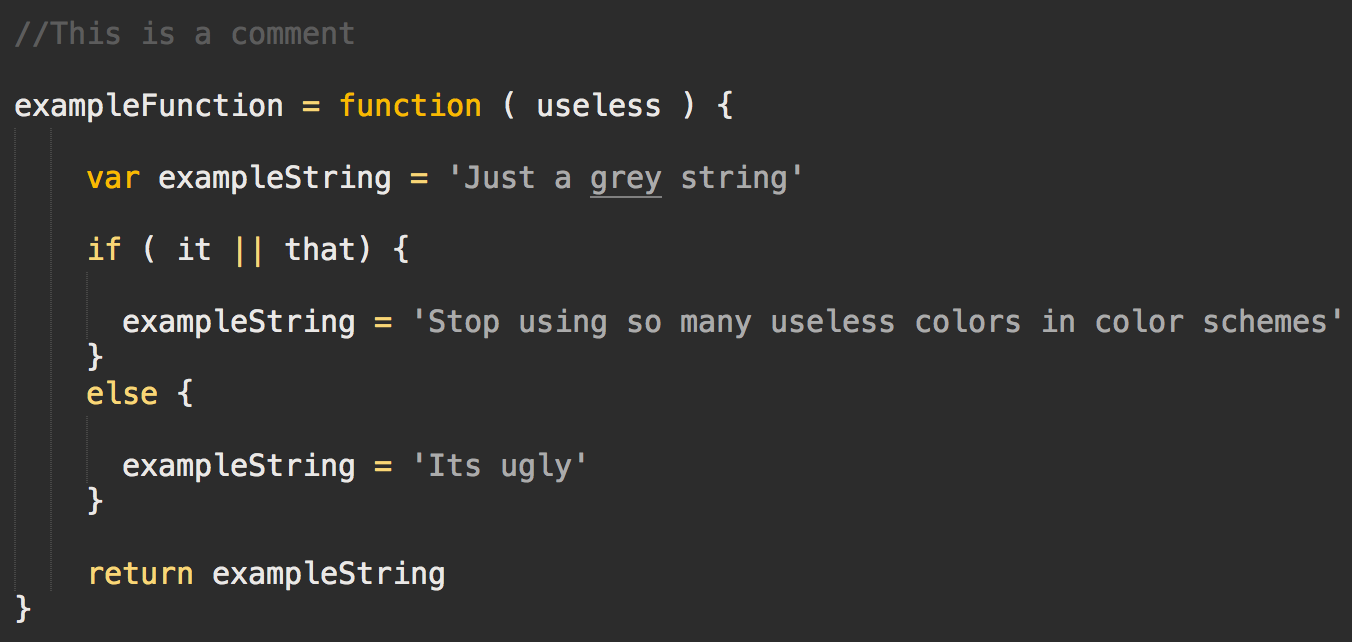 //This is a comment
exampleFunction = function ( useless ) {
var exampleString = 'Just a grey string'
if ( it || that) {
exampleString = 'Stop using so many useless colors in color schemes'
}
else {
exampleString = 'Its ugly'
}
return exampleString
}